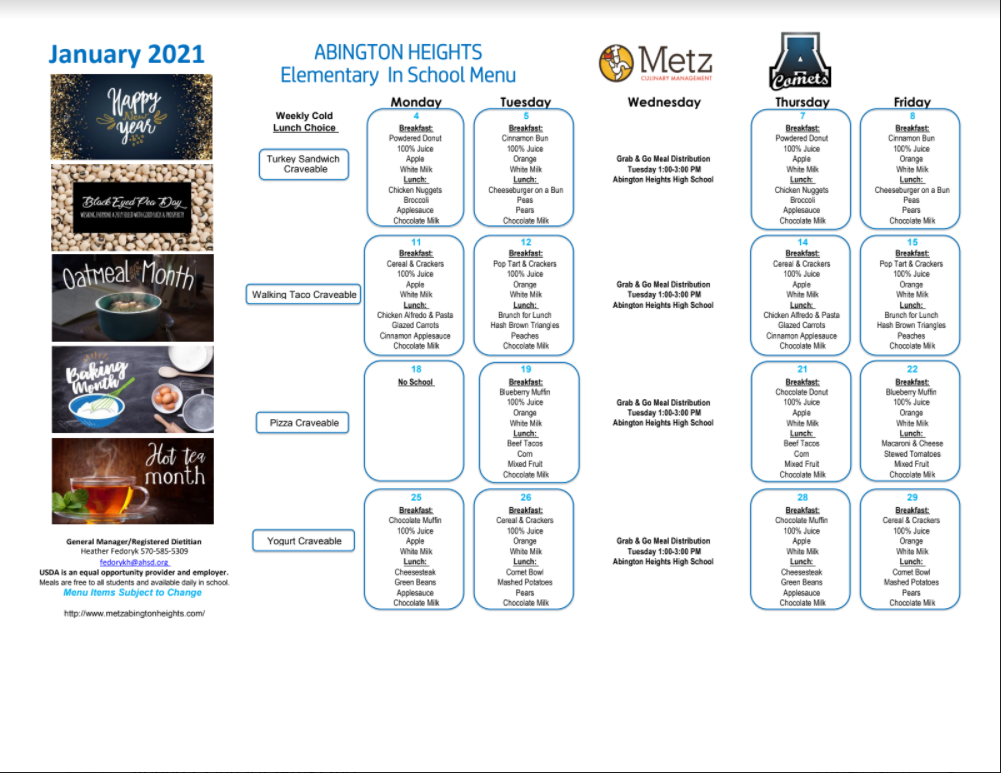 January 2021
ABINGTON HEIGHTS
Elementary In School Menu
Metz
CULINARY MANAGEMENT
A
Comets
Happy
New
year
Black Eyed Pea Day
WISHING EVERYONE A 2021 FILLED WITH GOOD LUCK & PROSPERITY
Oatmeal Month
Baking
Month
Hot tea
month
General Manager/Registered Dietitian
Heather Fedoryk 570-585-5309
fedorykh@ahsd.org
USDA is an equal opportunity provider and employer.
Meals are free to all students and available daily in school.
Menu Items Subject to Change
http://www.metzabingtonheights.com/
Weekly Cold
Lunch Choice
Monday
Tuesday
Wednesday
Thursday
Friday
Turkey Sandwich
Craveable
4
Breakfast:
Powdered Donut
100% Juice
Apple
White Milk
Lunch:
Chicken Nuggets
Broccoli
Applesauce
Chocolate Milk
5
Breakfast:
Cinnamon Bun
100% Juice
Orange
White Milk
Lunch:
Cheeseburger on a Bun
Peas
Pears
Chocolate Milk
Grab & Go Meal Distribution
Tuesday 1:00-3:00 PM
Abington Heights High School
7
Breakfast:
Powdered Donut
100% Juice
Apple
White Milk
Lunch:
Chicken Nuggets
Broccoli
Applesauce
Chocolate Milk
8
Breakfast:
Cinnamon Bun
100% Juice
Orange
White Milk
Lunch:
Cheeseburger on a Bun
Peas
Pears
Chocolate Milk
Walking Taco Craveable
11
Breakfast:
Cereal & Crackers
100% Juice
Apple
White Milk
Lunch:
Chicken Alfredo & Pasta
Glazed Carrots
Cinnamon Applesauce
Chocolate Milk
12
Breakfast:
Pop Tart & Crackers
100% Juice
Orange
White Milk
Lunch:
Brunch for Lunch
Hash Brown Triangles
Peaches
Chocolate Milk
Grab & Go Meal Distribution
Tuesday 1:00-3:00 PM
Abington Heights High School
14
Breakfast:
Cereal & Crackers
100% Juice
Apple
White Milk
Lunch:
Chicken Alfredo & Pasta
Glazed Carrots
Cinnamon Applesauce
Chocolate Milk
15
Breakfast:
Pop Tart & Crackers
100% Juice
Orange
White Milk
Lunch:
Brunch for Lunch
Hash Brown Triangles
Peaches
Chocolate Milk
Pizza Craveable
18
No School
19
Breakfast:
Blueberry Muffin
100% Juice
Orange
White Milk
Lunch:
Beef Tacos
Corn
Mixed Fruit
Chocolate Milk
Grab & Go Meal Distribution
Tuesday 1:00-3:00 PM
Abington Heights High School
21
Breakfast:
Chocolate Donut
100% Juice
Apple
White Milk
Lunch:
Beef Tacos
Corn
Mixed Fruit
Chocolate Milk
22
Breakfast:
Blueberry Muffin
100% Juice
Orange
White Milk
Lunch:
Macaroni & Cheese
Stewed Tomatoes
Mixed Fruit
Chocolate Milk
Yogurt Craveable
25
Breakfast:
Chocolate Muffin
100% Juice
Apple
White Milk
Lunch:
Cheesesteak
Green Beans
Applesauce
Chocolate Milk
26
Breakfast:
Cereal & Crackers
100% Juice
Orange
White Milk
Lunch:
Comet Bowl
Mashed Potatoes
Pears
Chocolate Milk
Grab & Go Meal Distribution
Tuesday 1:00-3:00 PM
Abington Heights High School
28
Breakfast:
Chocolate Muffin
100% Juice
Apple
White Milk
Lunch:
Cheesesteak
Green Beans
Applesauce
Chocolate Milk
29
Breakfast:
Cereal & Crackers
100% Juice
Orange
White Milk
Lunch:
Comet Bowl
Mashed Potatoes
Pears
Chocolate Milk